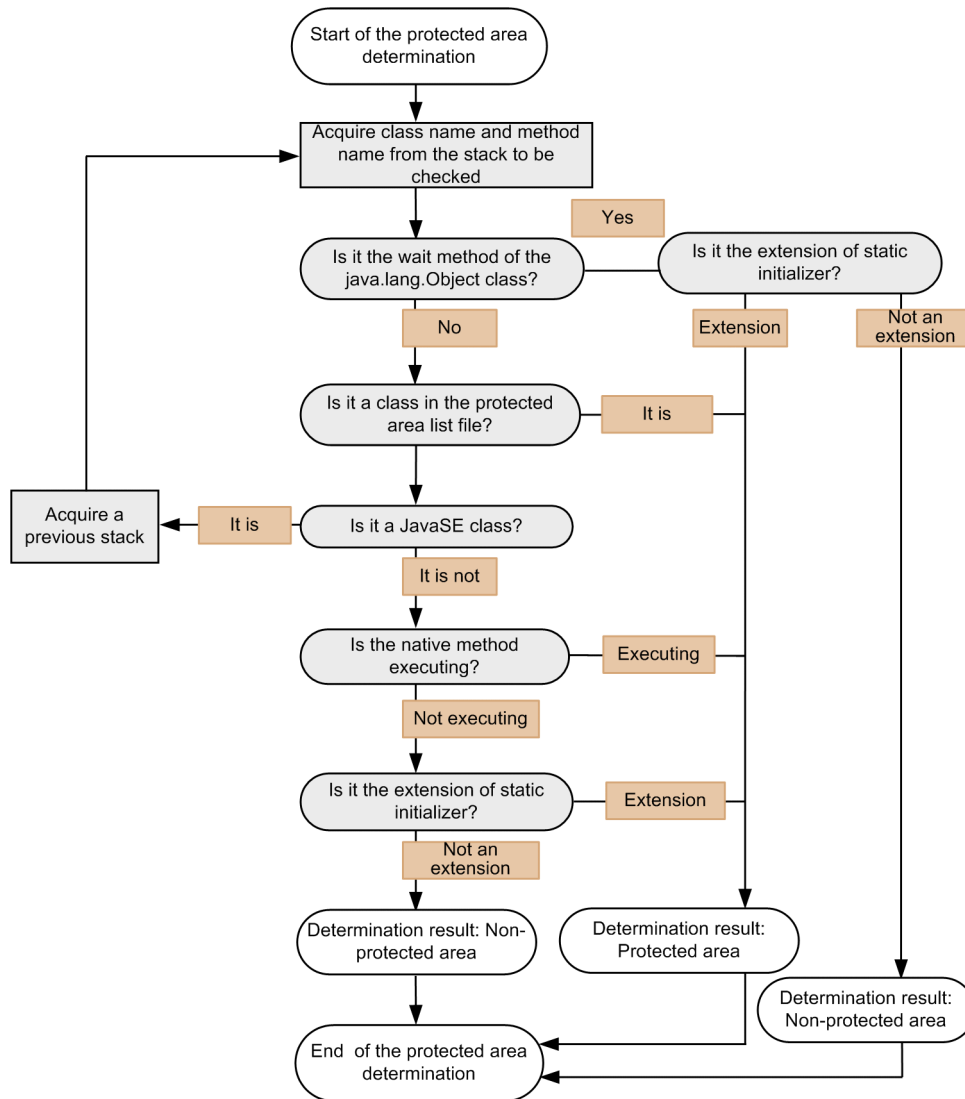 Start of the protected area
determination
Acquire class name and method
name from the stack to be
checked
Yes
Is it the wait method of the
java.lang.Object class?
Is it the extension of static
initializer?
No
Extension
Not an
extension
Is it a class in the protected
area list file?
It is
Acquire a
previous stack
It is
Is it a JavaSE class?
It is not
Is the native method
executing?
Executing
Not executing
Is it the extension of static
initializer?
Extension
Not an
extension
Determination result: Non-
protected area
Determination result:
Protected area
Determination result:
Non-protected area
End of the protected area
determination